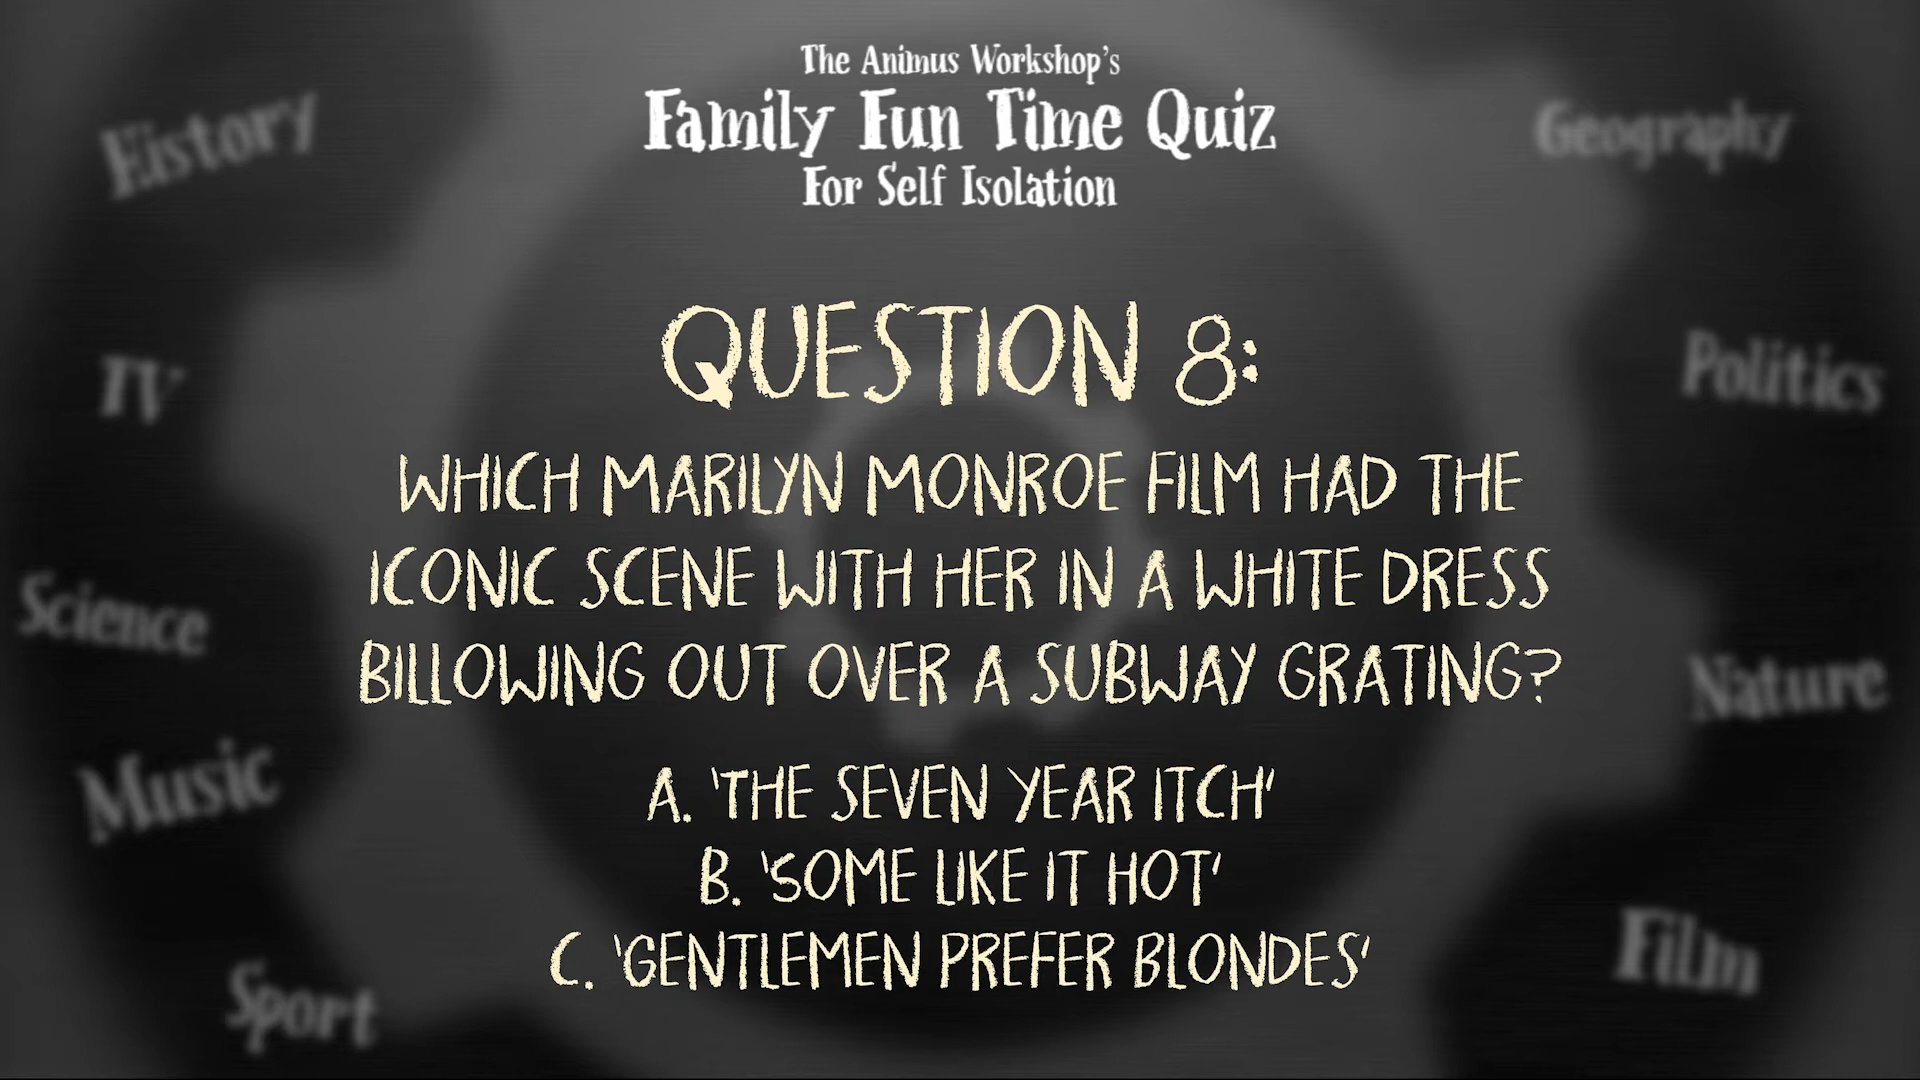 The Animus Workshop's
Family Fun Time Quiz
For Self Isolation
History
Geography
TV
Politics
Science
Nature
Music
Film
Sport
QUESTION 8:
WHICH MARILYN MONROE FILM HAD THE
ICONIC SCENE WITH HER IN A WHITE DRESS
BILLOWING OUT OVER A SUBWAY GRATING?
A. 'THE SEVEN YEAR ITCH'
B. 'SOME LIKE IT HOT'
C. 'GENTLEMEN PREFER BLONDES'